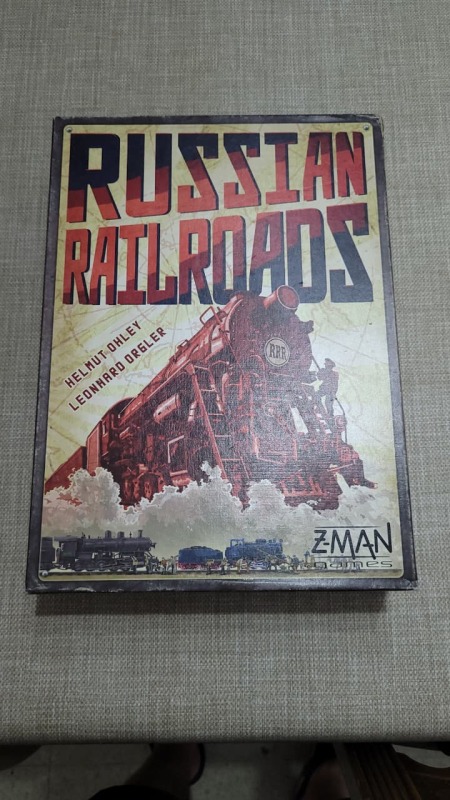 RUSSIAN
RAILROADS
HELMUT OHLEY
LEONHARD ORGLER
RRR
Z-MAN
games